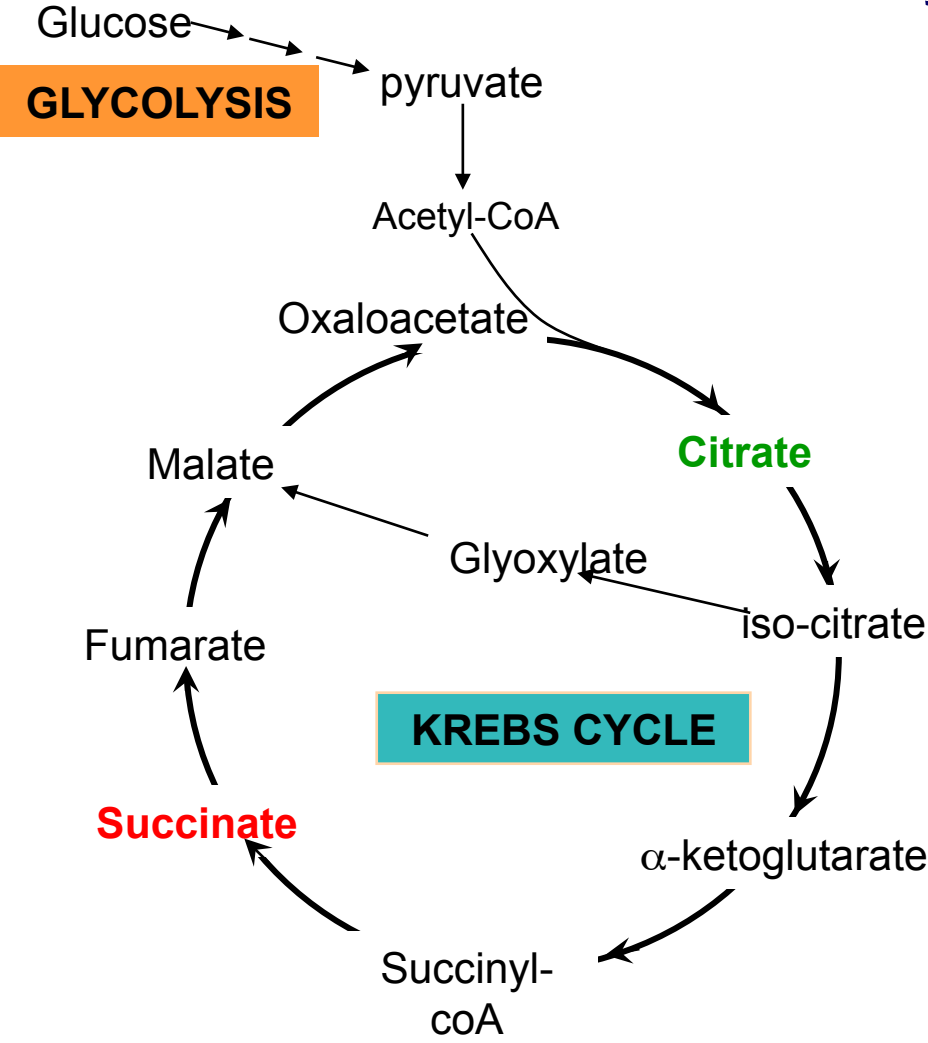 Glucose
pyruvate
GLYCOLYSIS
Acetyl-CoA
Oxaloacetate
Citrate
Malate
Glyoxylate
iso-citrate
Fumarate
KREBS CYCLE
Succinate
α-ketoglutarate
Succinyl-
coA